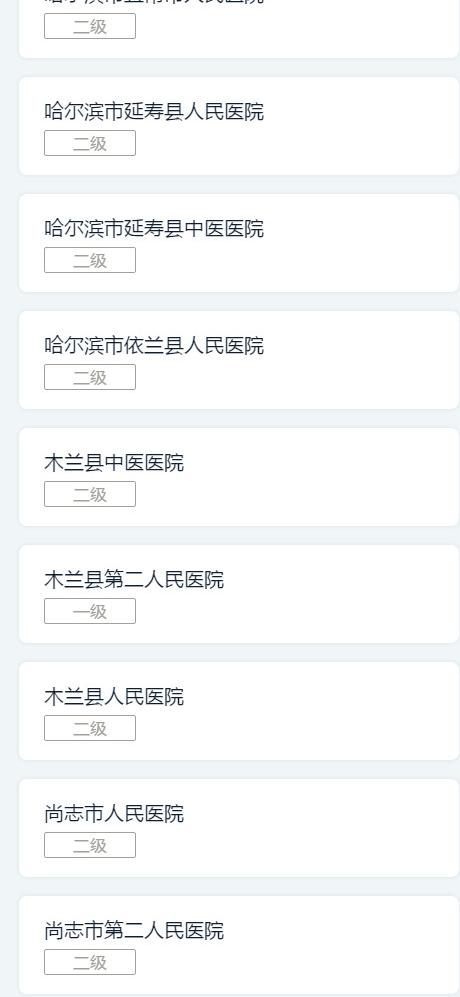 二级
哈尔滨市延寿县人民医院
二级
哈尔滨市延寿县中医医院
二级
哈尔滨市依兰县人民医院
二级
木兰县中医医院
二级
木兰县第二人民医院
一级
木兰县人民医院
二级
尚志市人民医院
二级
尚志市第二人民医院
二级